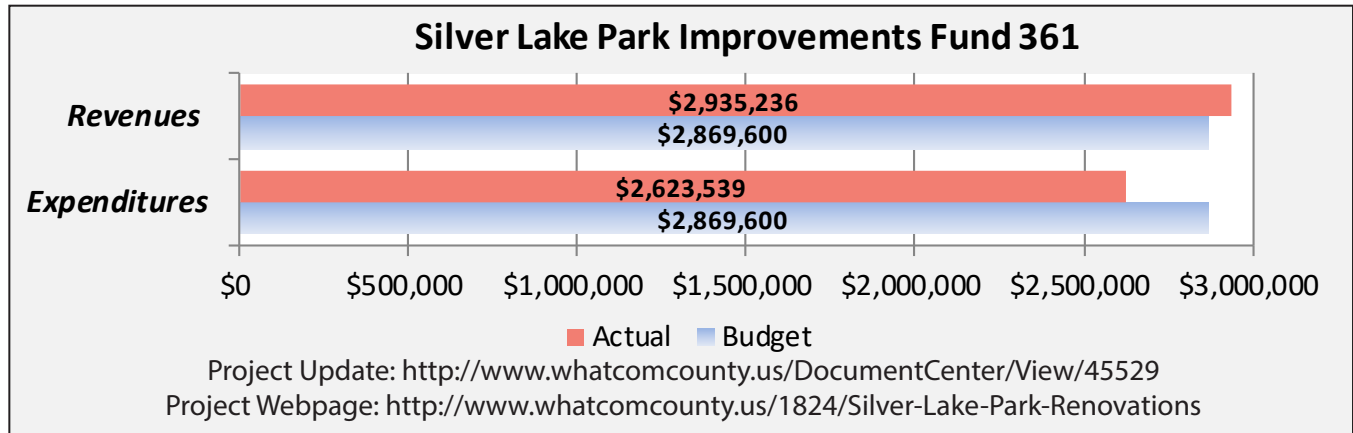 Silver Lake Park Improvements Fund 361
Revenues
$2,935,236
$2,869,600
Expenditures
$2,623,539
$2,869,600
$0 $500,000 $1,000,000 $1,500,000 $2,000,000 $2,500,000 $3,000,000
Actual Budget
Project Update: http://www.whatcomcounty.us/DocumentCenter/View/45529
Project Webpage: http://www.whatcomcounty.us/1824/Silver-Lake-Park-Renovations